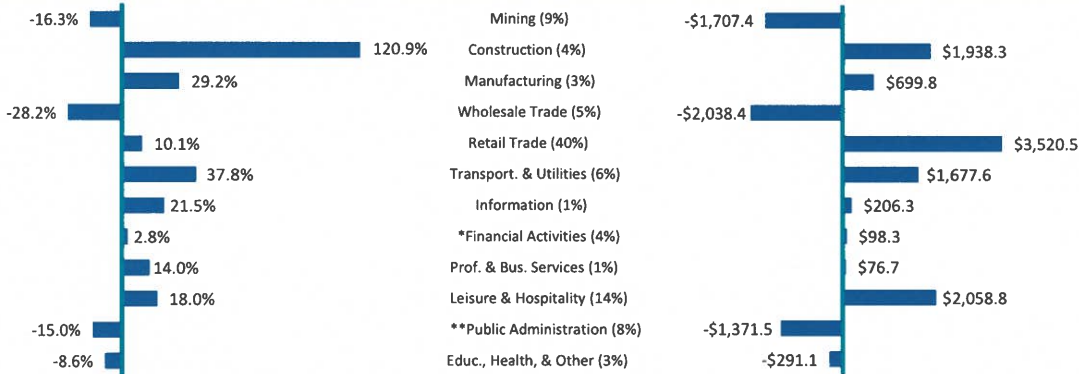 -16.3% Mining (9%) -$1,707.4
120.9% Construction (4%) $1,938.3
29.2% Manufacturing (3%) $699.8
-28.2% Wholesale Trade (5%) -$2,038.4
10.1% Retail Trade (40%) $3,520.5
37.8% Transport. & Utilities (6%) $1,677.6
21.5% Information (1%) $206.3
2.8% *Financial Activities (4%) $98.3
14.0% Prof. & Bus. Services (1%) $76.7
18.0% Leisure & Hospitality (14%) $2,058.8
-15.0% **Public Administration (8%) -$1,371.5
-8.6% Educ., Health, & Other (3%) -$291.1